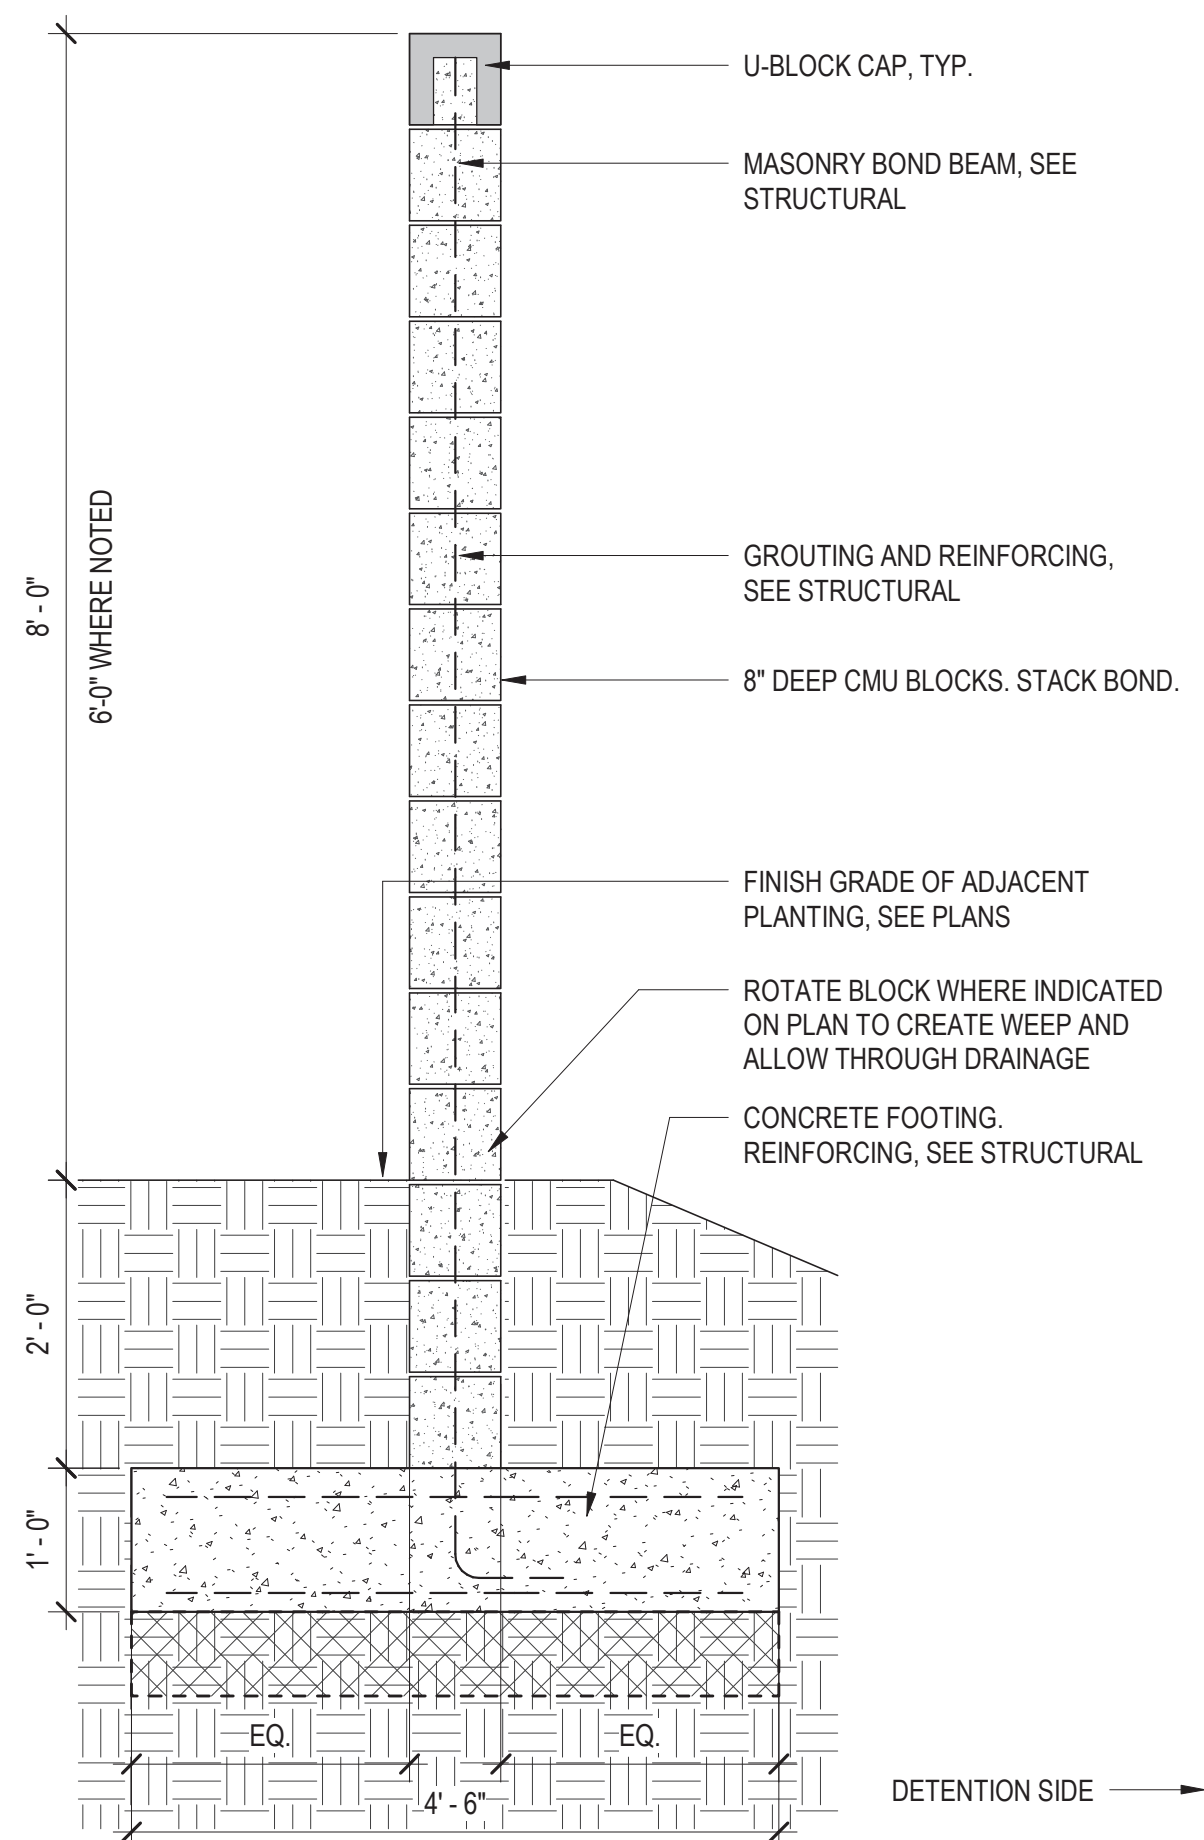 U-BLOCK CAP, TYP.
MASONRY BOND BEAM, SEE
STRUCTURAL
8' - 0"
6'-0" WHERE NOTED
GROUTING AND REINFORCING,
SEE STRUCTURAL
8" DEEP CMU BLOCKS. STACK BOND.
FINISH GRADE OF ADJACENT
PLANTING, SEE PLANS
ROTATE BLOCK WHERE INDICATED
ON PLAN TO CREATE WEEP AND
ALLOW THROUGH DRAINAGE
CONCRETE FOOTING.
REINFORCING, SEE STRUCTURAL
2' - 0"
1' - 0"
EQ.
EQ.
4' - 6"
DETENTION SIDE